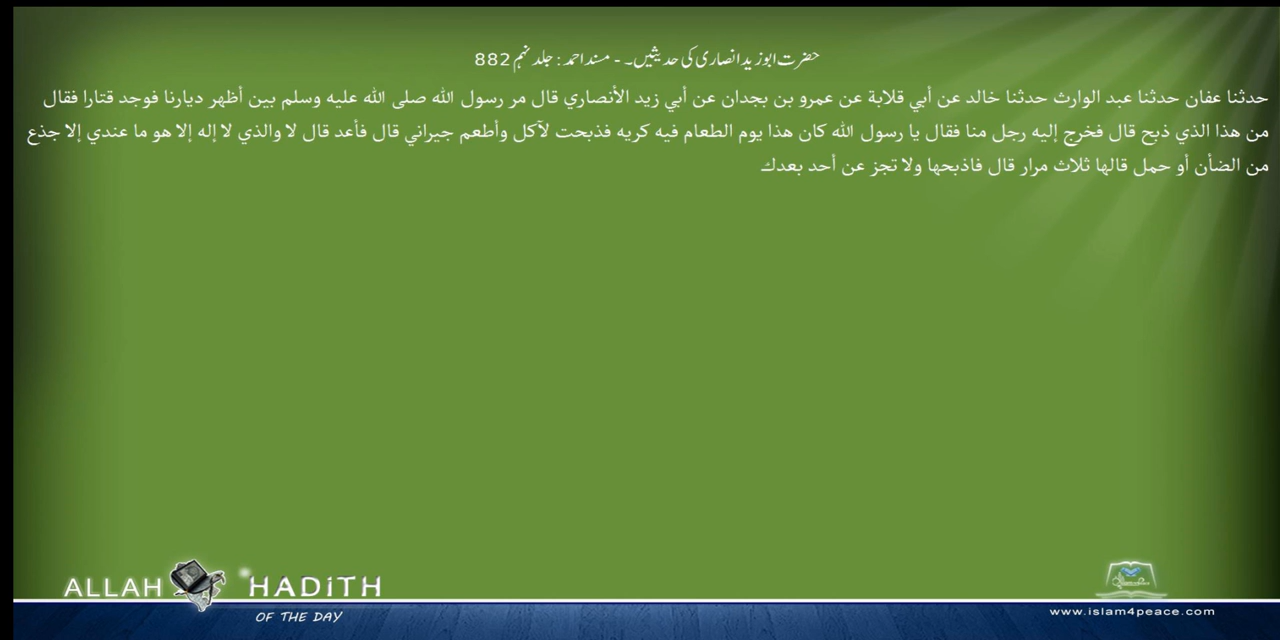 حضرت ابوزید انصاری کی حدیثیں۔ - مسند احمد : جلد نہم 882
حدثنا عفان حدثنا عبد الوارث حدثنا خالد عن أبي قلابة عن عمرو بن بجدان عن أبي زيد الأنصاري قال مر رسول الله صلى الله عليه وسلم بين أظهر ديارنا فوجد قتارا فقال
من هذا الذي ذبح قال فخرج إليه رجل منا فقال يا رسول الله كان هذا يوم الطعام فيه كريه فذبحت لآكل وأطعم جيراني قال فأعد قال لا والذي لا إله إلا هو ما عندي إلا جذع
من الضأن أو حمل قالها ثلاث مرار قال فاذبحها ولا تجز عن أحد بعدك
ALLAH HADITH
OF THE DAY
www.islam4peace.com